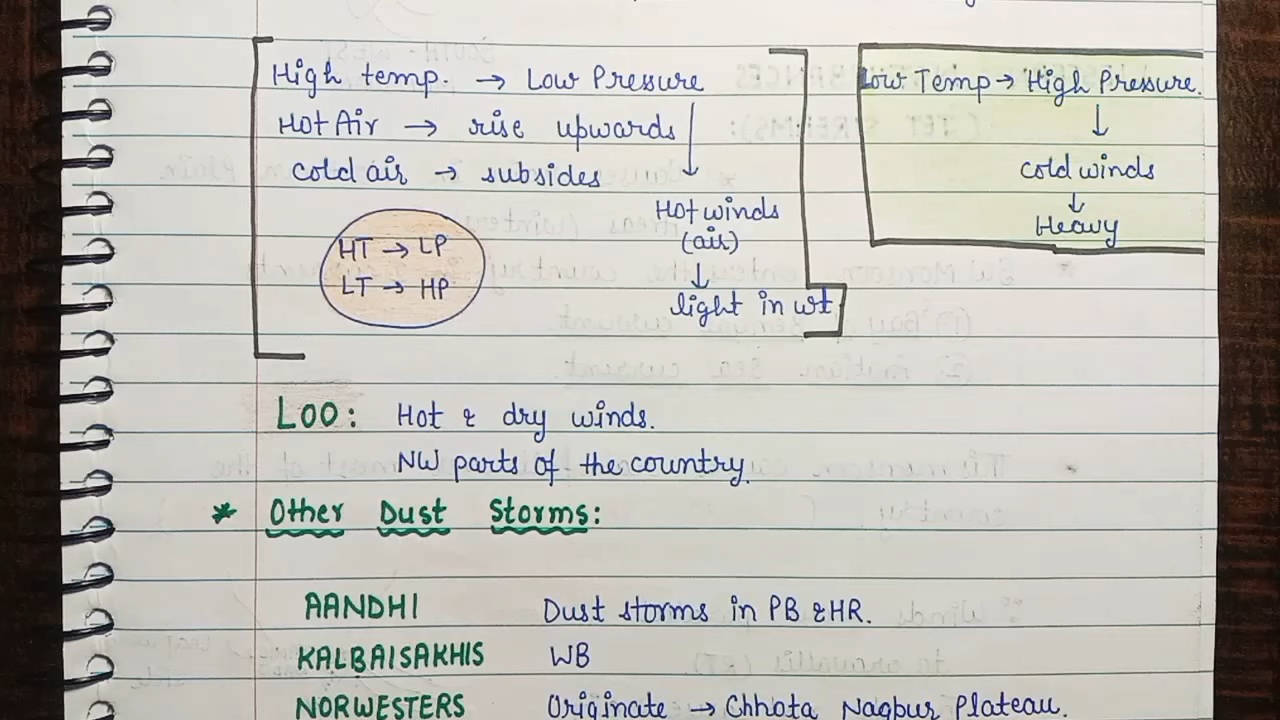 High temp. → Low Pressure
Hot Air → rise upwards
cold air → subsides
Hot winds
(air)
↓
light in wt.
HT → LP
LT → HP
Low Temp → High Pressure.
↓
cold winds
↓
Heavy
Loo: Hot & dry winds.
NW parts of the country.
* Other Dust Storms:
AANDHI Dust storms in PB & HR.
KALBAISAKHIS WB
NORWESTERS Originate → Chhota Nagpur Plateau.